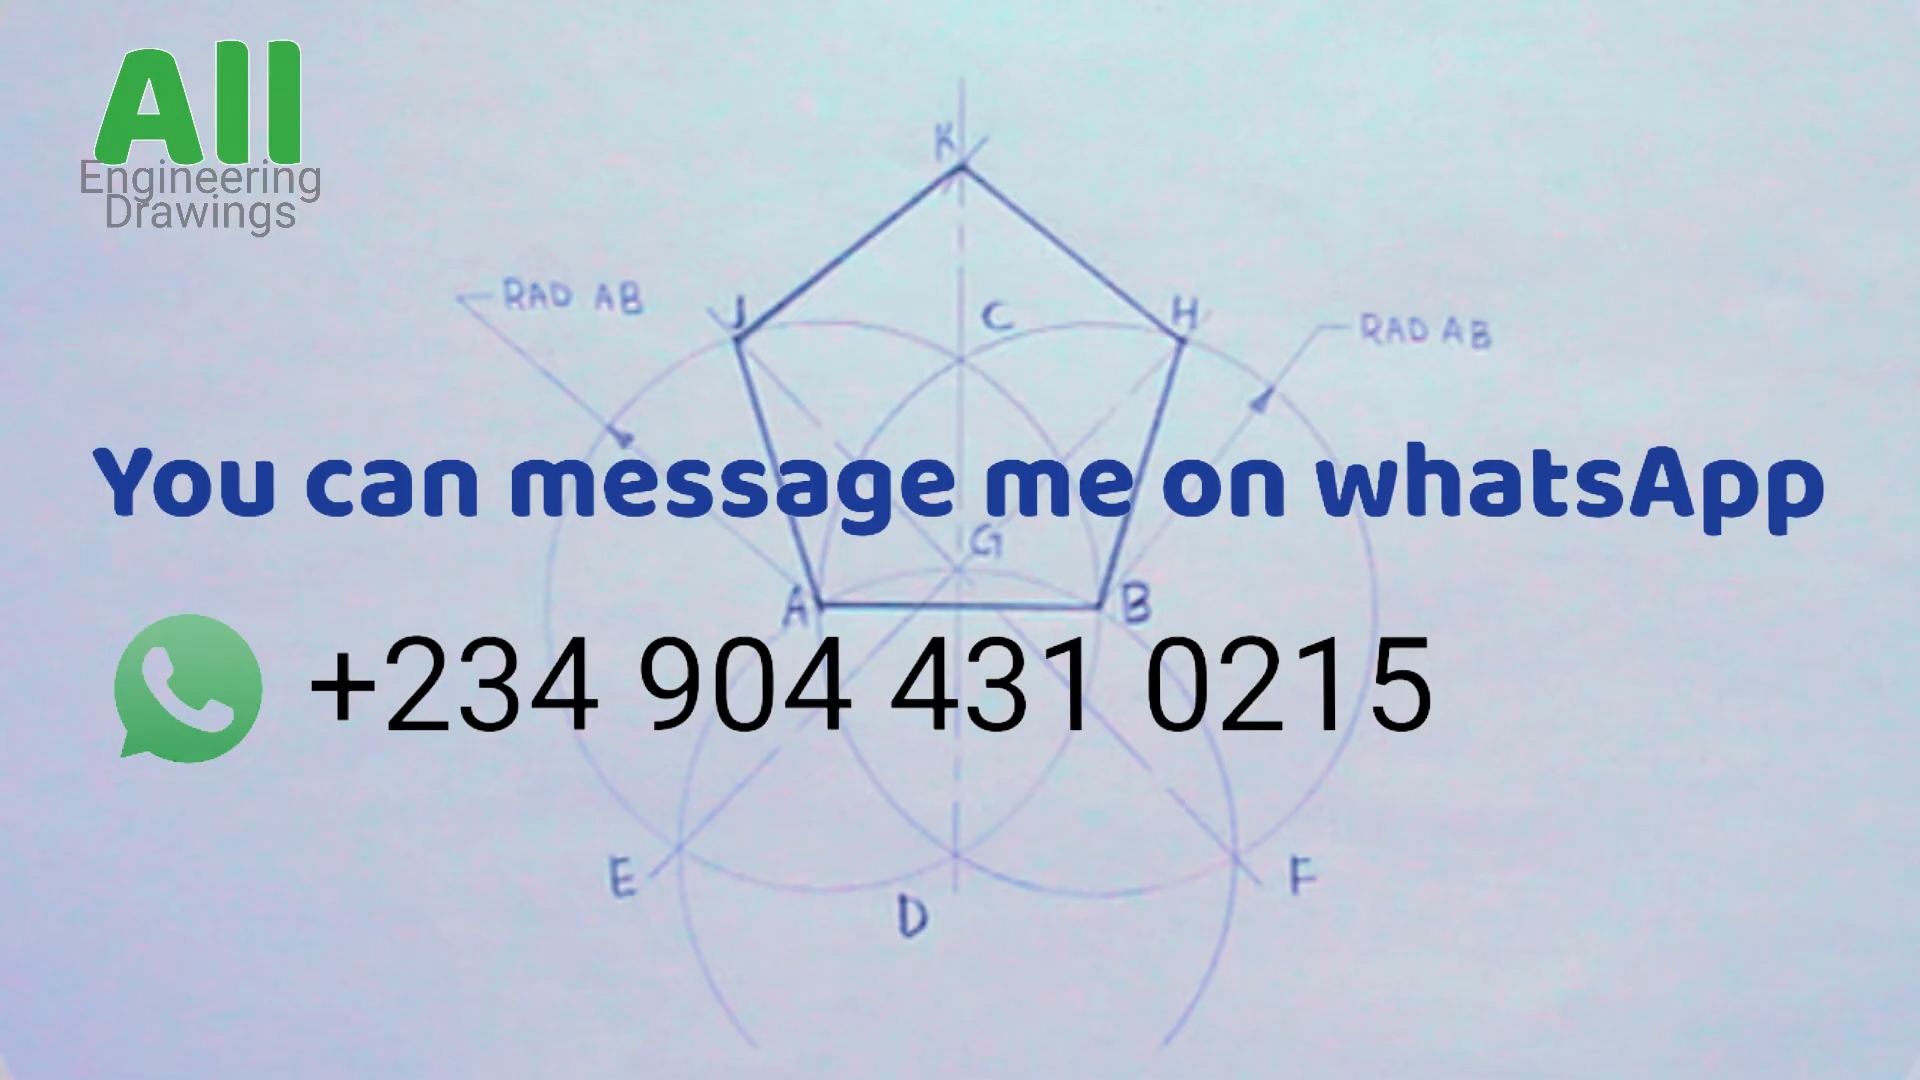 All
Engineering
Drawings
K
RAD AB
J
C
H
RAD AB
You can message me on whatsApp
G
A
B
+234 904 431 0215
E
F
D